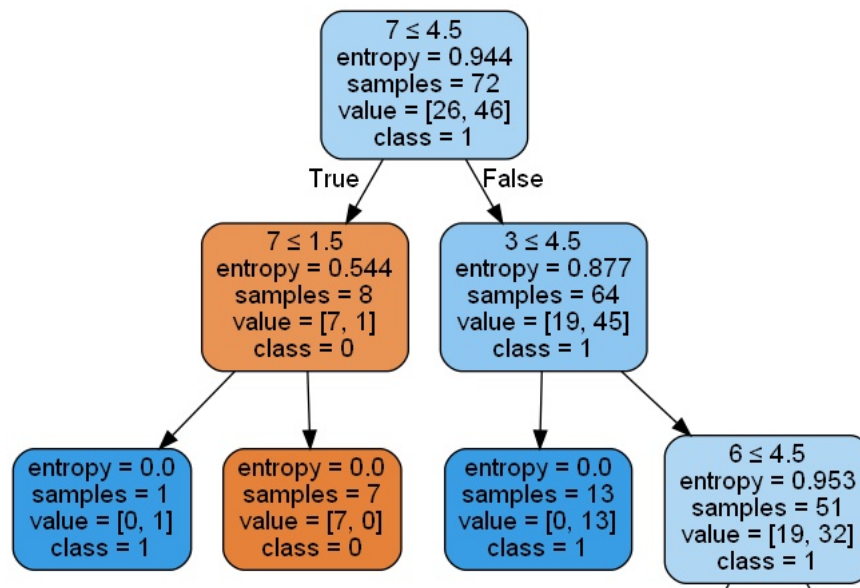 7 ≤ 4.5
entropy = 0.944
samples = 72
value = [26, 46]
class = 1
True
False
7 ≤ 1.5
entropy = 0.544
samples = 8
value = [7, 1]
class = 0
3 ≤ 4.5
entropy = 0.877
samples = 64
value = [19, 45]
class = 1
entropy = 0.0
samples = 1
value = [0, 1]
class = 1
entropy = 0.0
samples = 7
value = [7, 0]
class = 0
entropy = 0.0
samples = 13
value = [0, 13]
class = 1
6 ≤ 4.5
entropy = 0.953
samples = 51
value = [19, 32]
class = 1